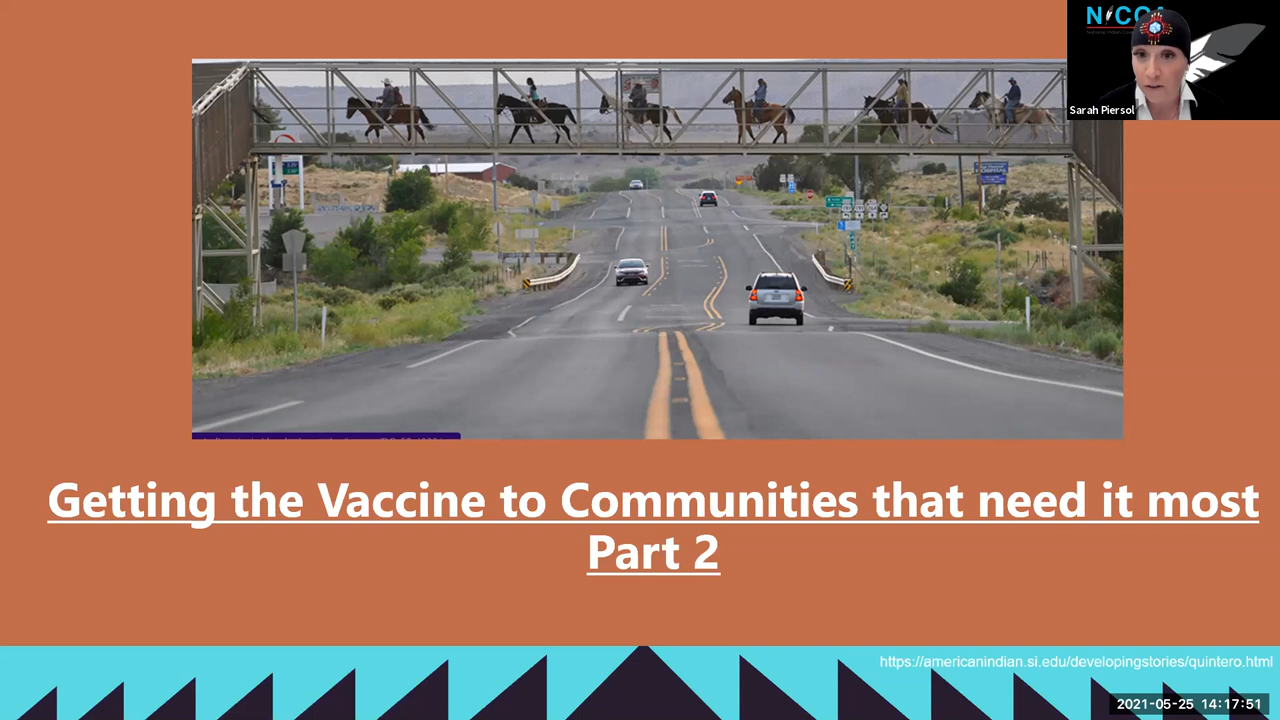 NICCA
Sarah Piersol
Getting the Vaccine to Communities that need it most
Part 2
https://americanindian.si.edu/developingstories/quintero.html
2021-05-25 14:17:51